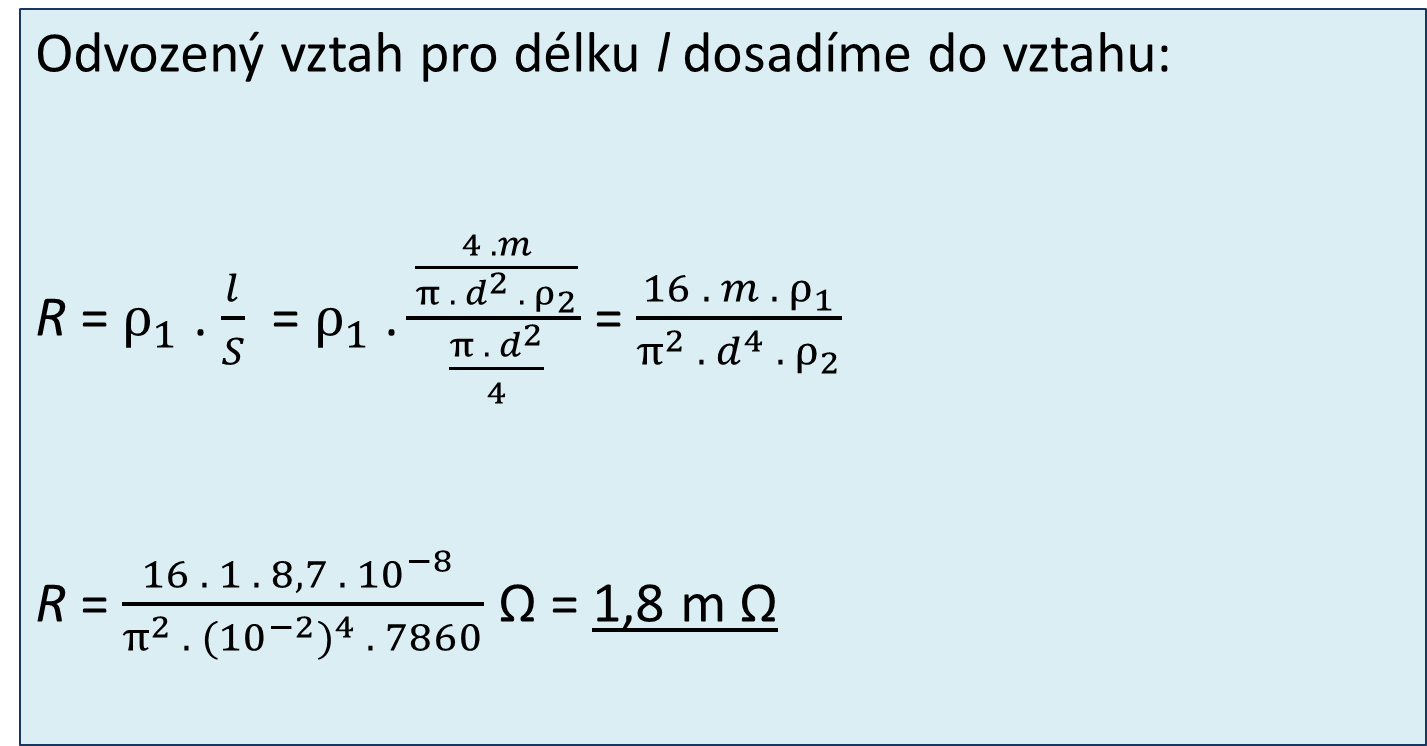 Odvozený vztah pro délku l dosadíme do vztahu:
R = ρ₁ . l/S = ρ₁ . (4 .m / (π . d² . ρ₂)) / (π . d² / 4) = (16 . m . ρ₁) / (π² . d⁴ . ρ₂)
R = (16 . 1 . 8,7 . 10⁻⁸) / (π² . (10⁻²)⁴ . 7860) Ω = 1,8 m Ω